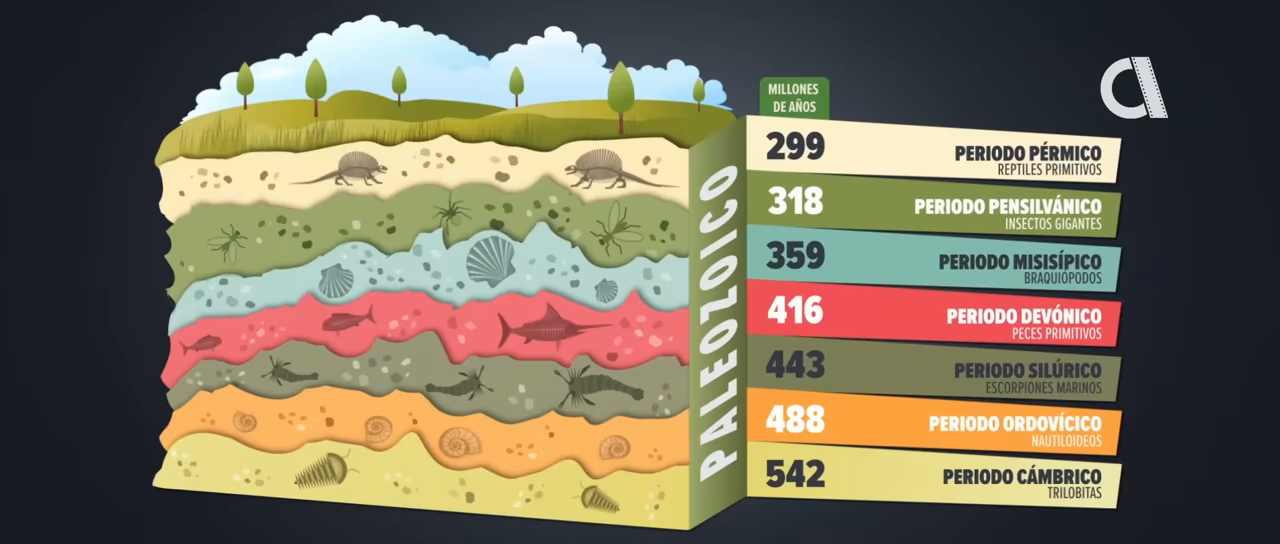 MILLONES
DE AÑOS
299
PERIODO PÉRMICO
REPTILES PRIMITIVOS
318
PERIODO PENSILVÁNICO
INSECTOS GIGANTES
359
PERIODO MISISÍPICO
BRAQUIÓPODOS
416
PERIODO DEVÓNICO
PECES PRIMITIVOS
443
PERIODO SILÚRICO
ESCORPIONES MARINOS
488
PERIODO ORDOVÍCICO
NAUTILOIDEOS
542
PERIODO CÁMBRICO
TRILOBITAS
PALEOZOICO